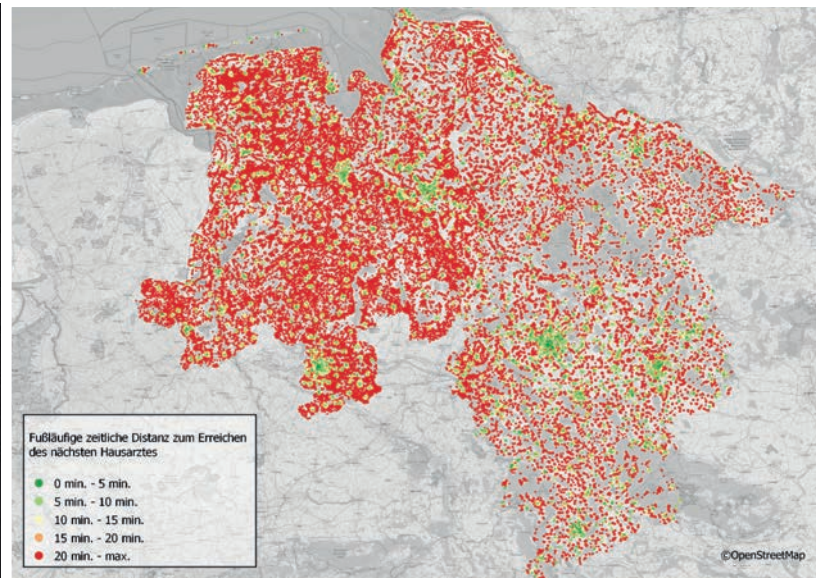 Fußläufige zeitliche Distanz zum Erreichen
des nächsten Hausarztes
0 min. - 5 min.
5 min. - 10 min.
10 min. - 15 min.
15 min. - 20 min.
20 min. - max.
©OpenStreetMap